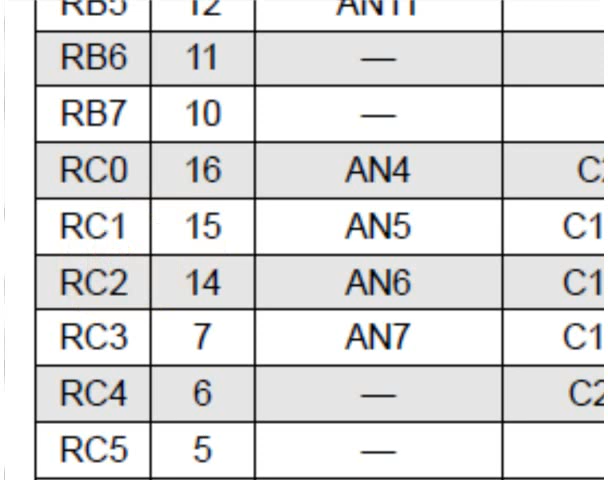 RB5 12 AN11
RB6 11 —
RB7 10 —
RC0 16 AN4 C2
RC1 15 AN5 C1
RC2 14 AN6 C1
RC3 7 AN7 C1
RC4 6 — C2
RC5 5 —